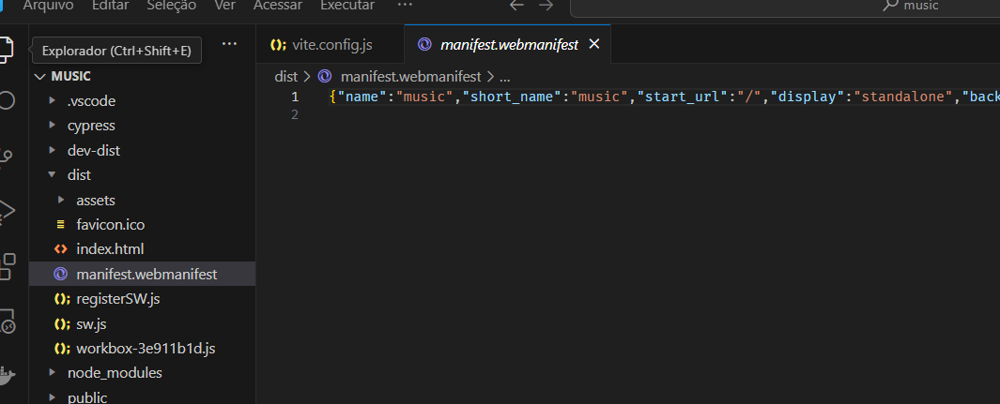 Arquivo Editar Seleção Ver Acessar Executar ··· music
Explorador (Ctrl+Shift+E) ···
vite.config.js manifest.webmanifest
MUSIC
.vscode
cypress
dev-dist
dist
assets
favicon.ico
index.html
manifest.webmanifest
registerSW.js
sw.js
workbox-3e911b1d.js
node_modules
public
dist > manifest.webmanifest > ...
1 {"name":"music","short_name":"music","start_url":"/","display":"standalone","back
2